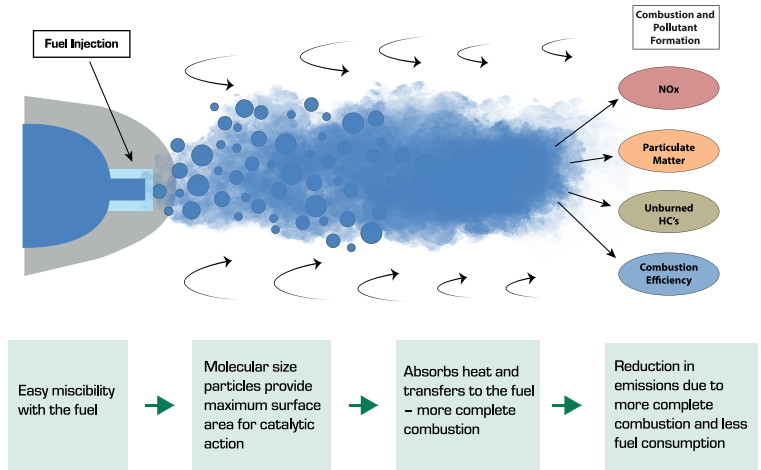 Combustion and
Pollutant
Formation
Fuel Injection
NOx
Particulate
Matter
Unburned
HC's
Combustion
Efficiency
Easy miscibility
with the fuel
Molecular size
particles provide
maximum surface
area for catalytic
action
Absorbs heat and
transfers to the fuel
– more complete
combustion
Reduction in
emissions due to
more complete
combustion and less
fuel consumption